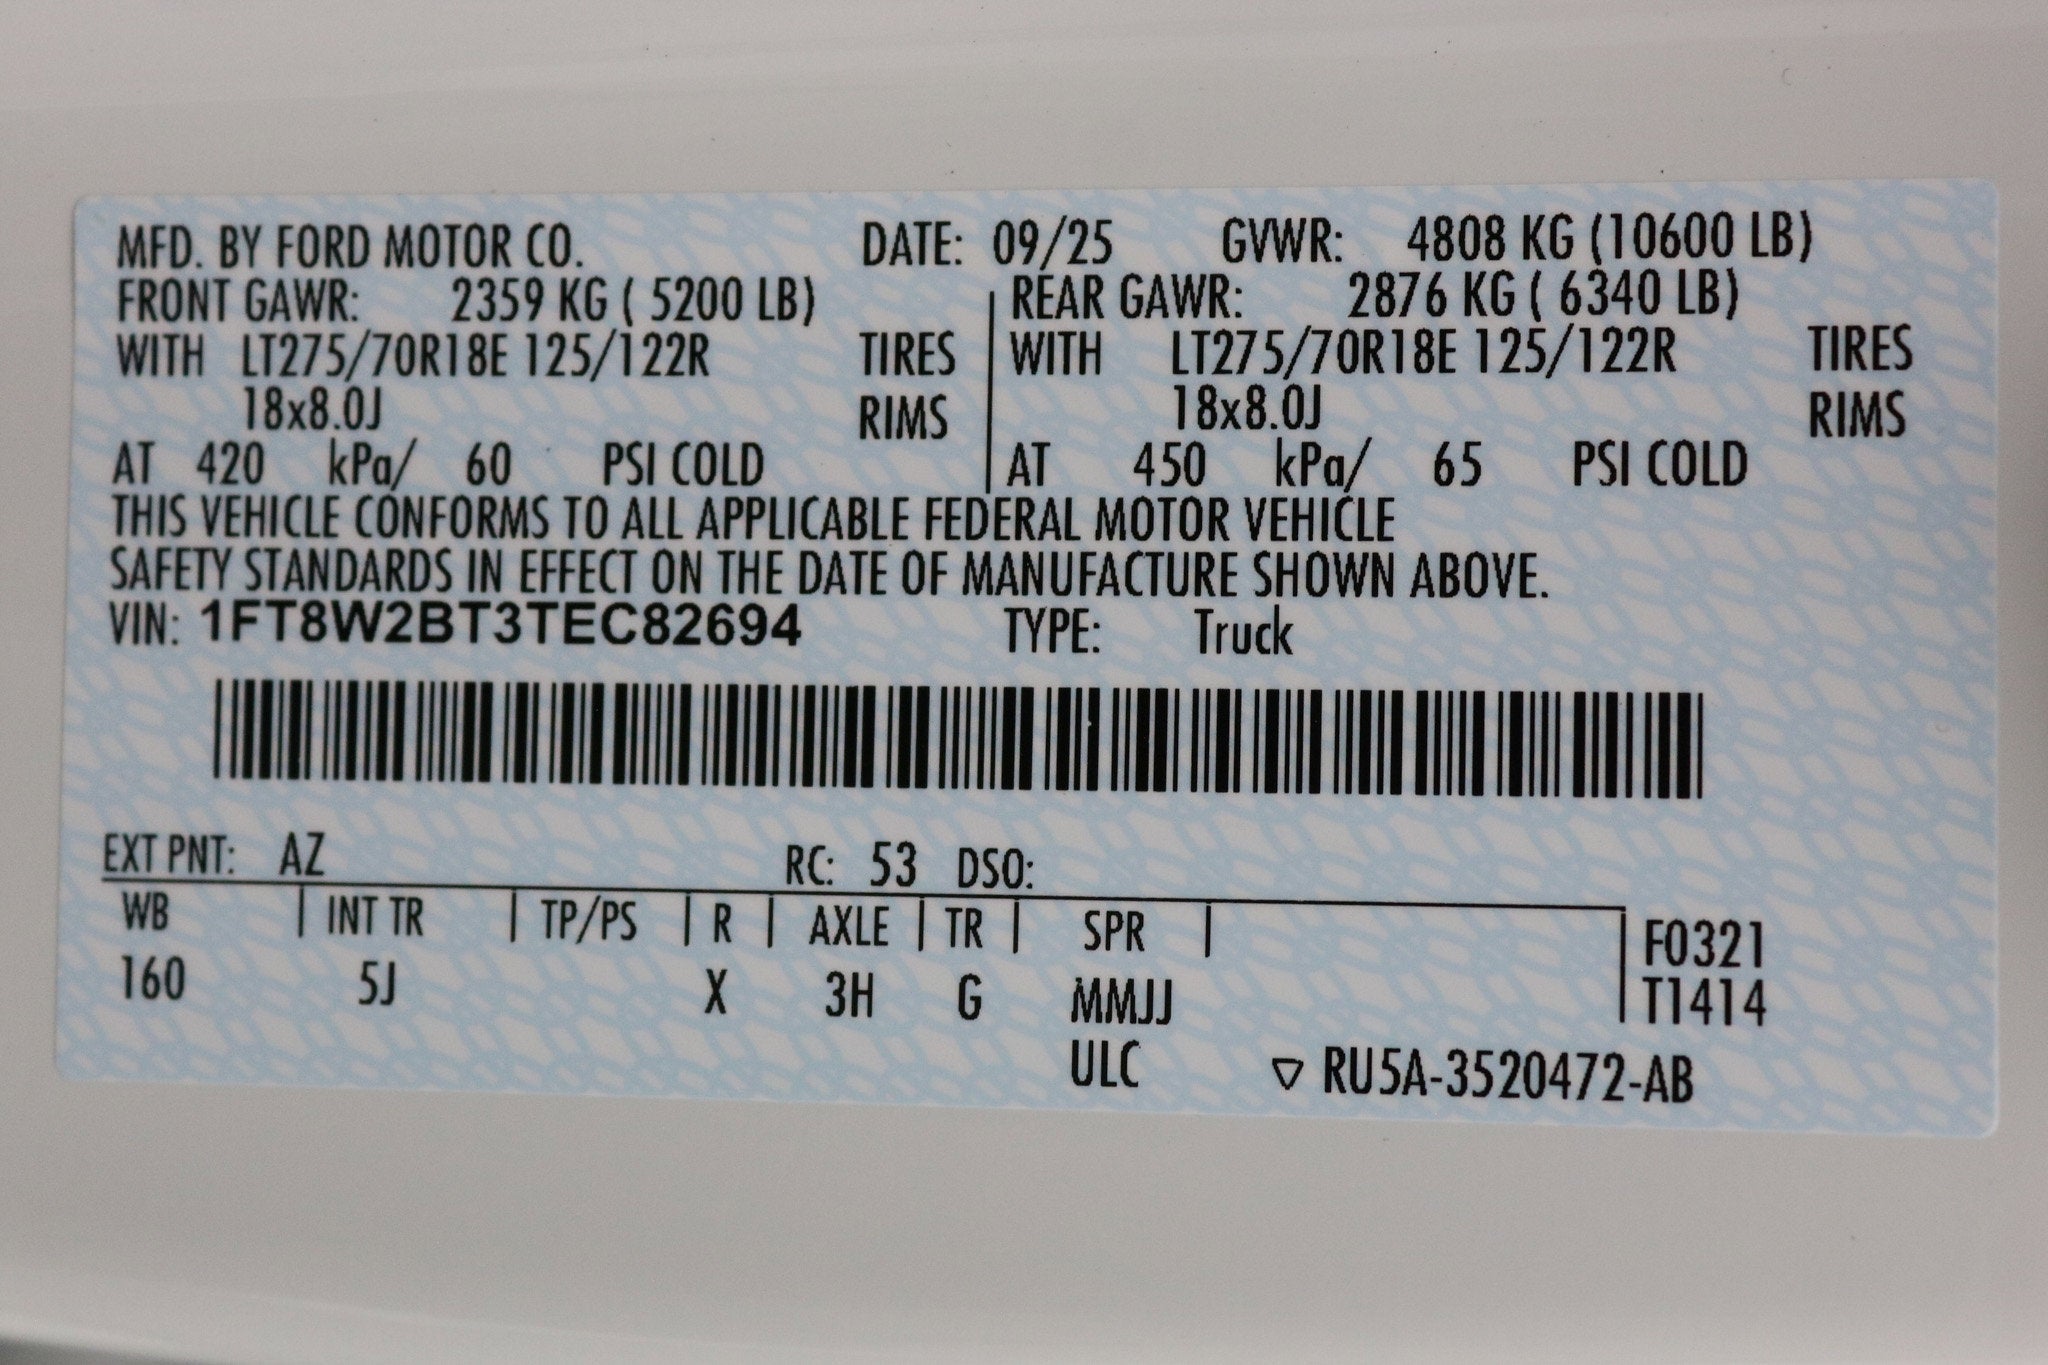 MFD. BY FORD MOTOR CO. DATE: 09/25 GVWR: 4808 KG (10600 LB)
FRONT GAWR: 2359 KG ( 5200 LB) REAR GAWR: 2876 KG ( 6340 LB)
WITH LT275/70R18E 125/122R TIRES WITH LT275/70R18E 125/122R TIRES
18x8.0J RIMS 18x8.0J RIMS
AT 420 kPa/ 60 PSI COLD AT 450 kPa/ 65 PSI COLD
THIS VEHICLE CONFORMS TO ALL APPLICABLE FEDERAL MOTOR VEHICLE
SAFETY STANDARDS IN EFFECT ON THE DATE OF MANUFACTURE SHOWN ABOVE.
VIN: 1FT8W2BT3TEC82694 TYPE: Truck
EXT PNT: AZ RC: 53 DSO:
WB INT TR TP/PS R AXLE TR SPR F0321
160 5J X 3H G MMJJ T1414
ULC ▽ RU5A-3520472-AB